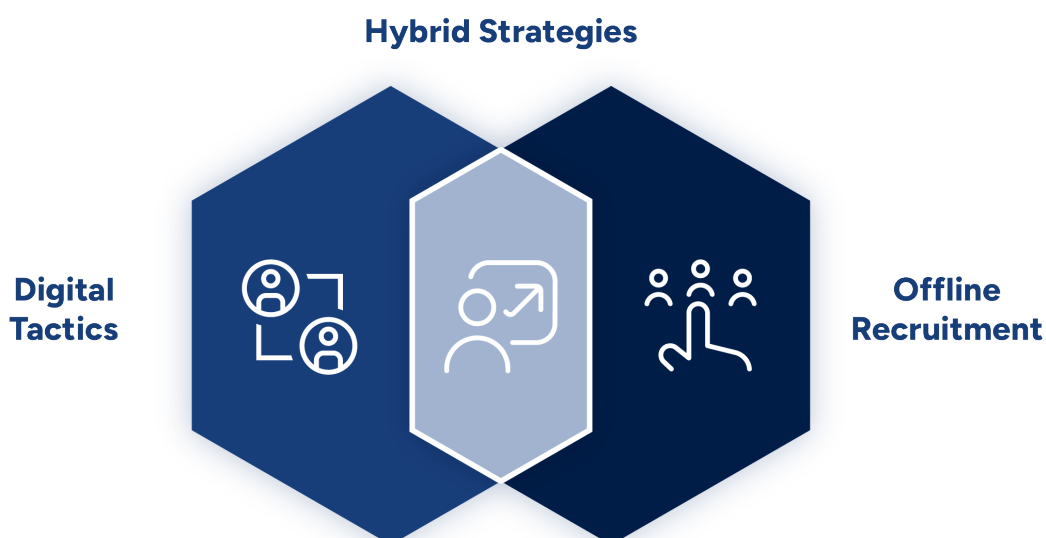 Hybrid Strategies
Digital
Tactics
Offline
Recruitment